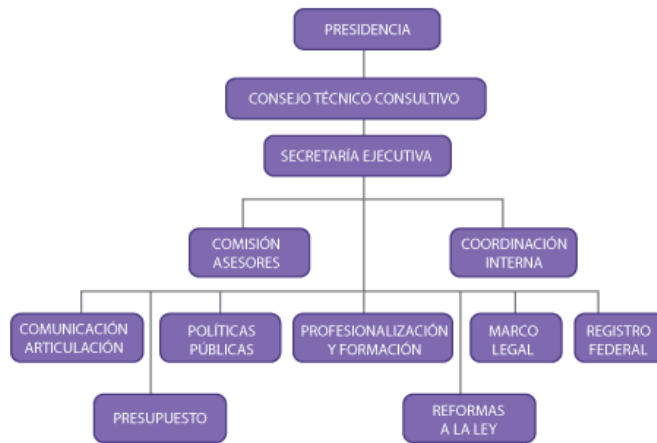 PRESIDENCIA
CONSEJO TÉCNICO CONSULTIVO
SECRETARÍA EJECUTIVA
COMISIÓN
ASESORES
COORDINACIÓN
INTERNA
COMUNICACIÓN
ARTICULACIÓN
POLÍTICAS
PÚBLICAS
PROFESIONALIZACIÓN
Y FORMACIÓN
MARCO
LEGAL
REGISTRO
FEDERAL
PRESUPUESTO
REFORMAS
A LA LEY